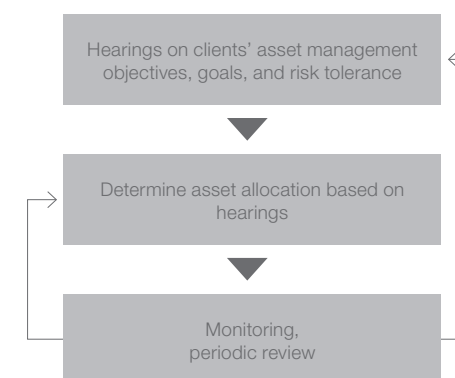 Hearings on clients’ asset management
objectives, goals, and risk tolerance
Determine asset allocation based on
hearings
Monitoring,
periodic review